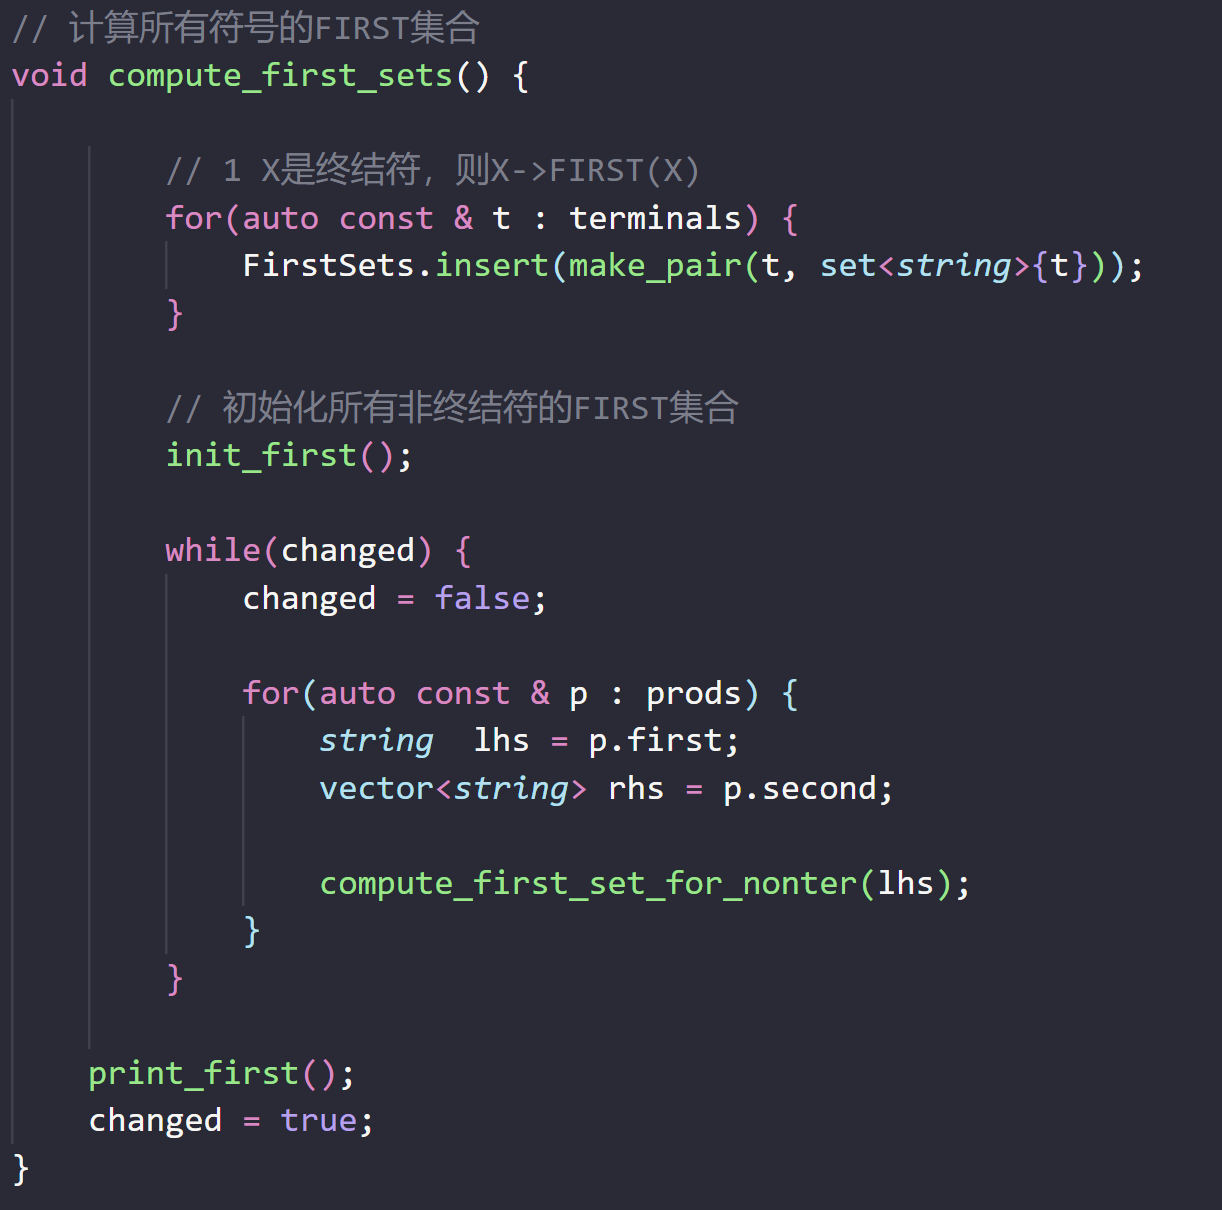 // 计算所有符号的FIRST集合
void compute_first_sets() {
// 1 X是终结符，则X->FIRST(X)
for(auto const & t : terminals) {
FirstSets.insert(make_pair(t, set<string>{t}));
}
// 初始化所有非终结符的FIRST集合
init_first();
while(changed) {
changed = false;
for(auto const & p : prods) {
string  lhs = p.first;
vector<string> rhs = p.second;
compute_first_set_for_nonter(lhs);
}
}
print_first();
changed = true;
}